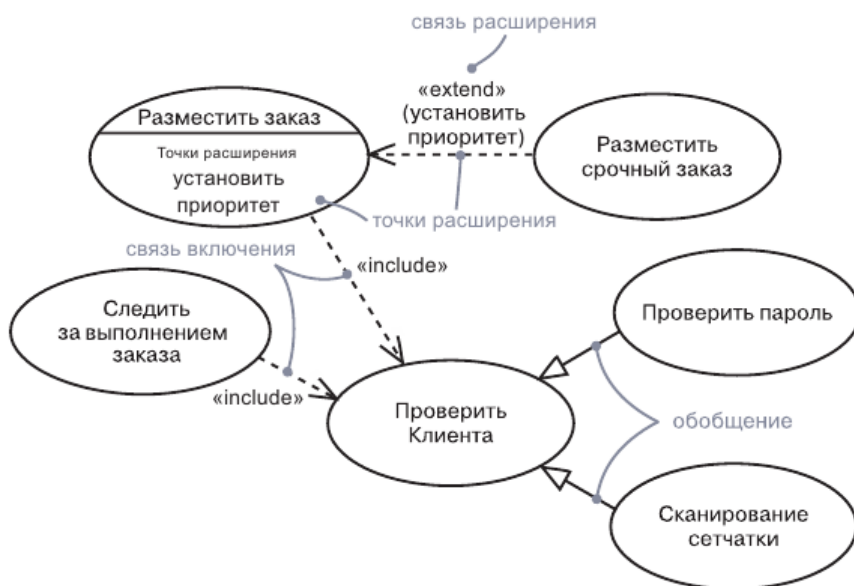 связь расширения
«extend»
(установить
приоритет)
Разместить заказ
Точки расширения
установить
приоритет
Разместить
срочный заказ
точки расширения
связь включения
«include»
Следить
за выполнением
заказа
«include»
Проверить пароль
Проверить
Клиента
обобщение
Сканирование
сетчатки